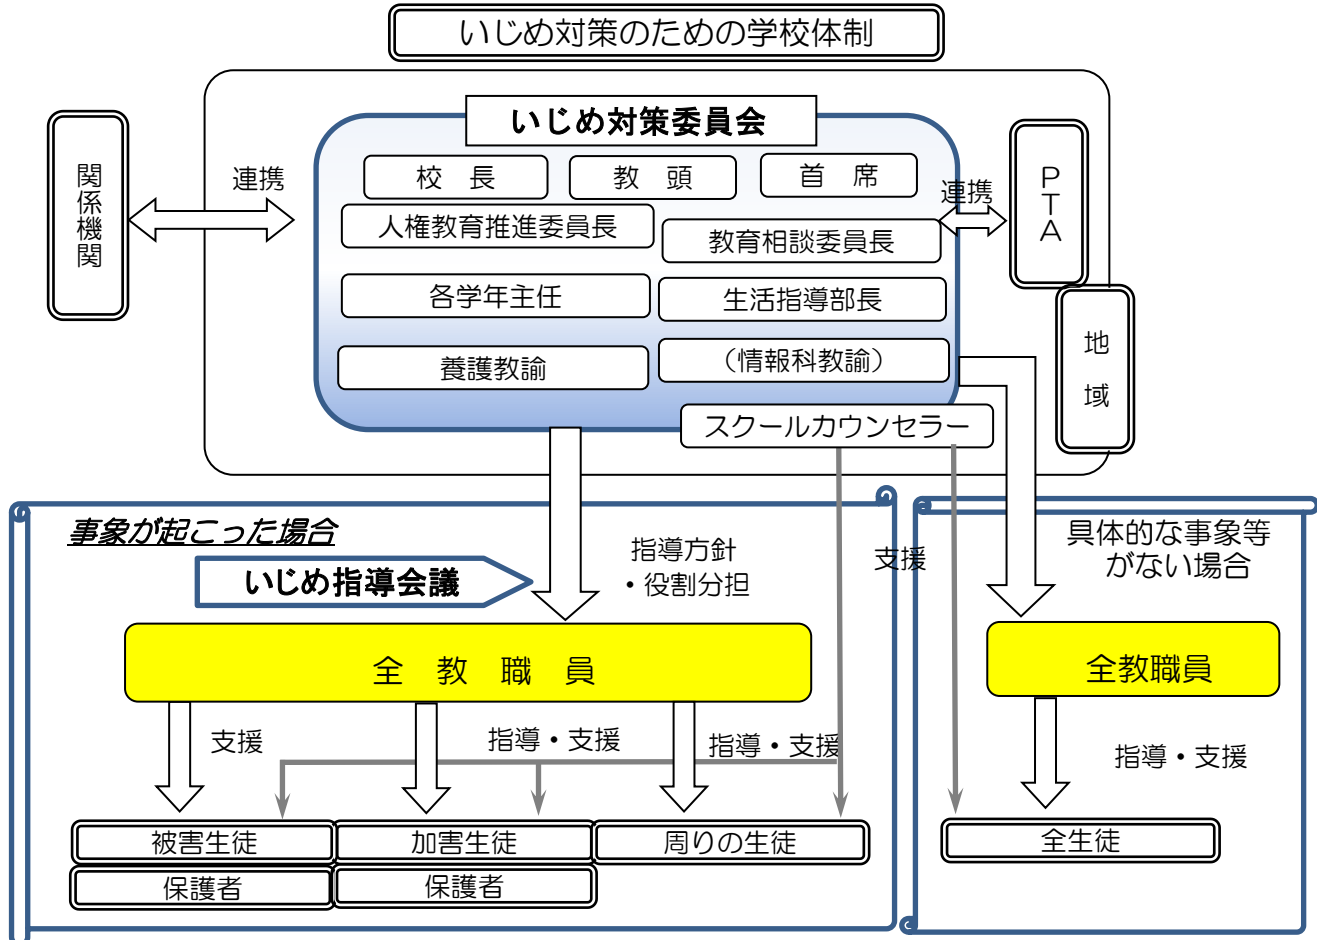 いじめ対策のための学校体制
いじめ対策委員会
校　長
教　頭
首　席
人権教育推進委員長
教育相談委員長
各学年主任
生活指導部長
養護教諭
（情報科教諭）
スクールカウンセラー
関係機関
連携
連携
PTA
地域
事象が起こった場合
いじめ指導会議
指導方針
・役割分担
支援
全　教　職　員
支援
指導・支援
指導・支援
被害生徒
加害生徒
周りの生徒
保護者
保護者
具体的な事象等
がない場合
全教職員
指導・支援
全生徒